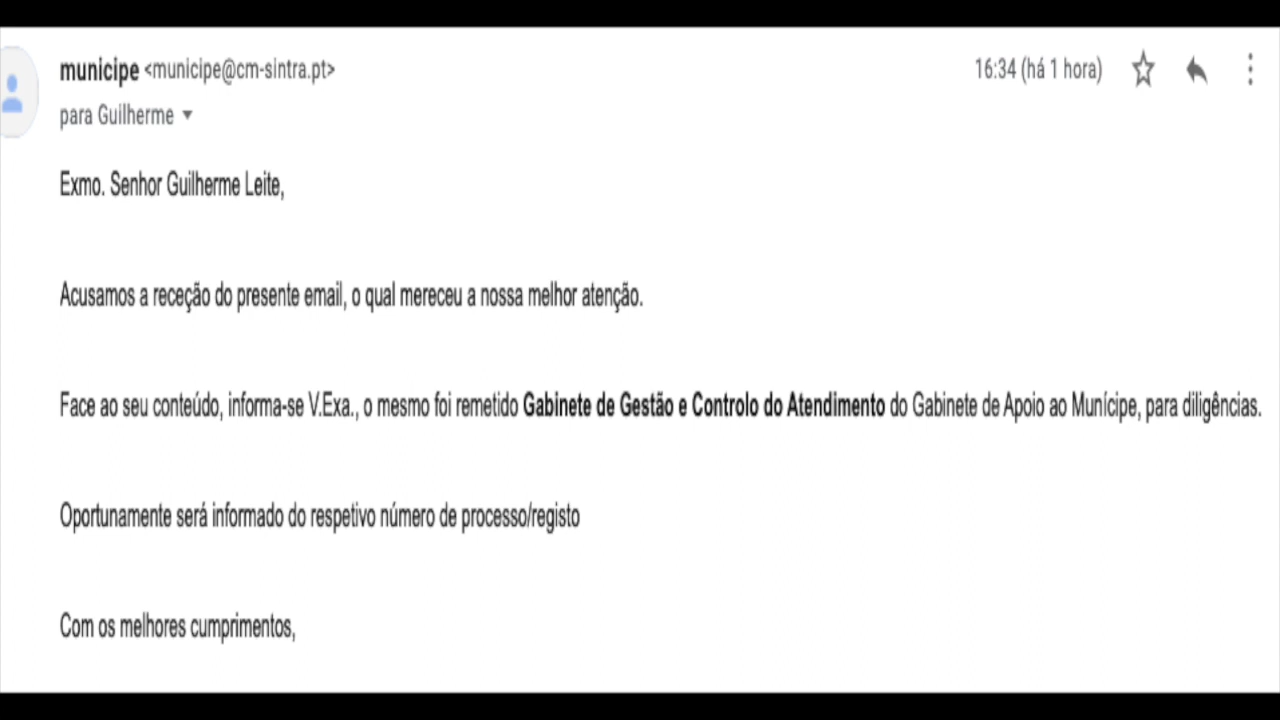 municipe <municipe@cm-sintra.pt> 16:34 (há 1 hora)
para Guilherme
Exmo. Senhor Guilherme Leite,
Acusamos a receção do presente email, o qual mereceu a nossa melhor atenção.
Face ao seu conteúdo, informa-se V.Exa., o mesmo foi remetido Gabinete de Gestão e Controlo do Atendimento do Gabinete de Apoio ao Munícipe, para diligências.
Oportunamente será informado do respetivo número de processo/registo
Com os melhores cumprimentos,